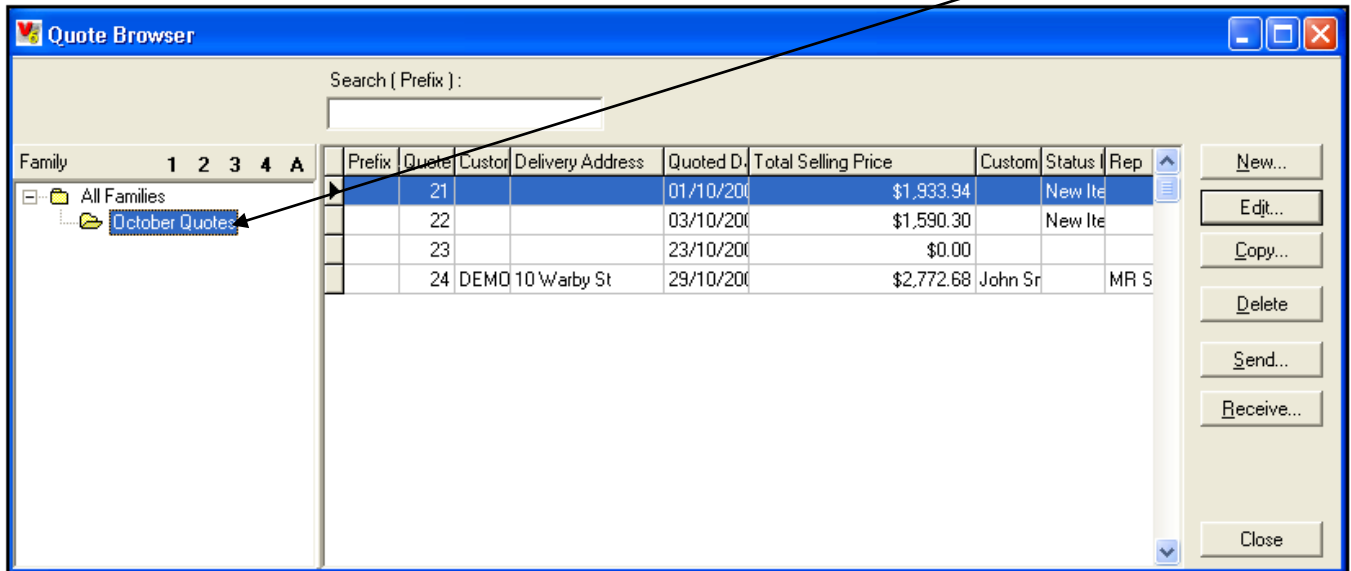 Quote Browser
Search ( Prefix ) :
Family 1 2 3 4 A
All Families
October Quotes
Prefix Quote Custor Delivery Address Quoted D. Total Selling Price Custom Status I Rep
21 01/10/200 $1,933.94 New Ite
22 03/10/200 $1,590.30 New Ite
23 23/10/200 $0.00
24 DEMO 10 Warby St 29/10/200 $2,772.68 John Sr MR S
New...
Edit...
Copy...
Delete
Send...
Receive...
Close